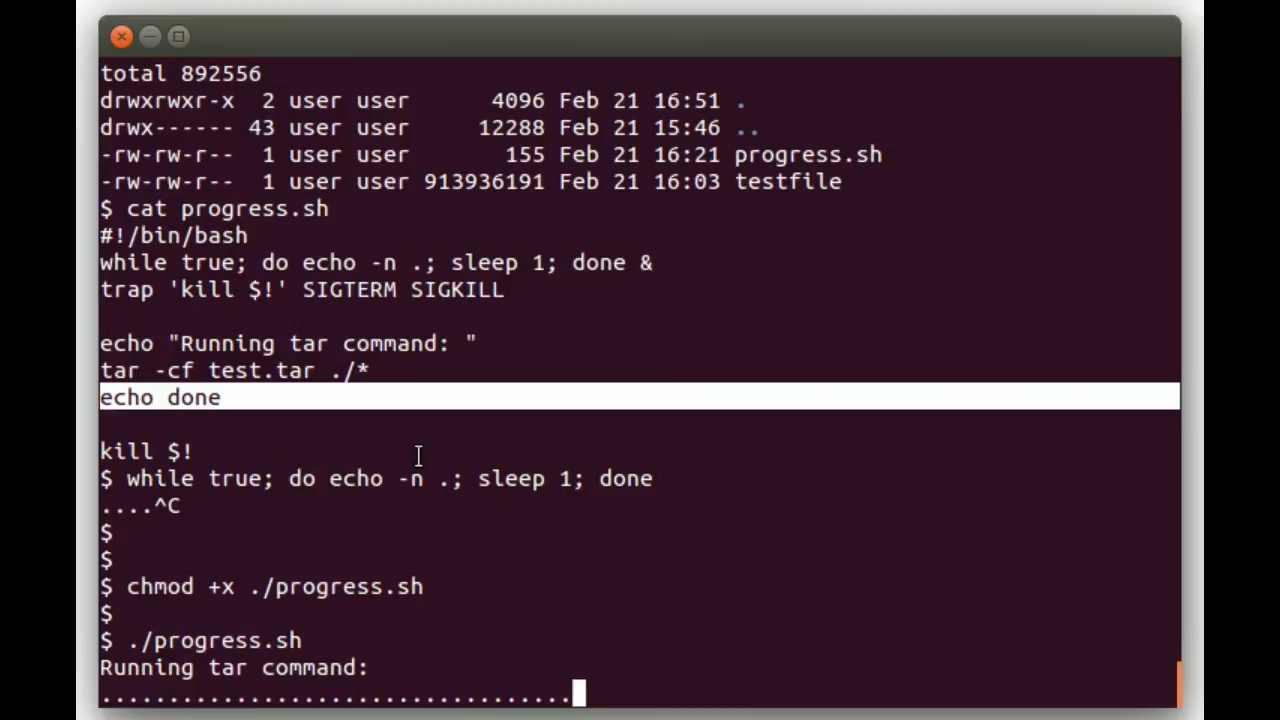 total 892556
drwxrwxr-x  2 user user      4096 Feb 21 16:51 .
drwx------ 43 user user     12288 Feb 21 15:46 ..
-rw-rw-r--  1 user user       155 Feb 21 16:21 progress.sh
-rw-rw-r--  1 user user 913936191 Feb 21 16:03 testfile
$ cat progress.sh
#!/bin/bash
while true; do echo -n .; sleep 1; done &
trap 'kill $!' SIGTERM SIGKILL
echo "Running tar command: "
tar -cf test.tar ./*
echo done
kill $!
$ while true; do echo -n .; sleep 1; done
....^C
$
$
$ chmod +x ./progress.sh
$
$ ./progress.sh
Running tar command:
...................................